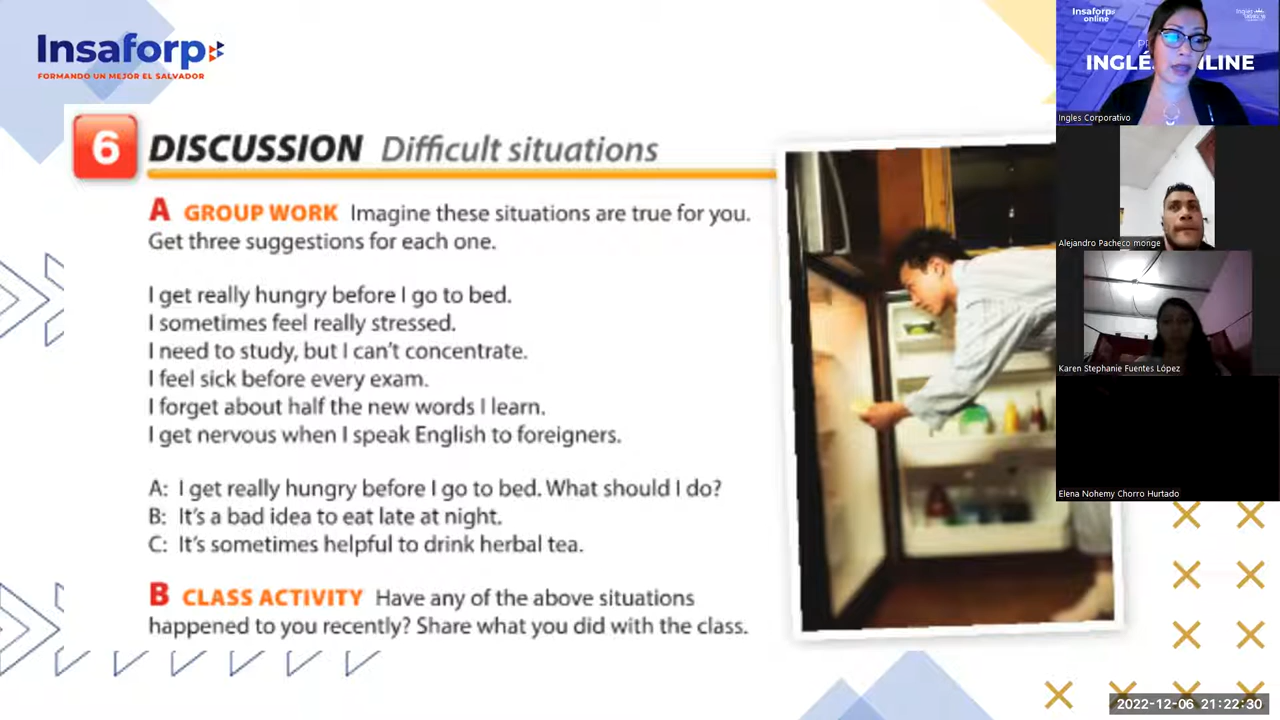 Insaforp
FORMANDO UN MEJOR EL SALVADOR
6 DISCUSSION Difficult situations
A GROUP WORK Imagine these situations are true for you.
Get three suggestions for each one.
I get really hungry before I go to bed.
I sometimes feel really stressed.
I need to study, but I can't concentrate.
I feel sick before every exam.
I forget about half the new words I learn.
I get nervous when I speak English to foreigners.
A: I get really hungry before I go to bed. What should I do?
B: It's a bad idea to eat late at night.
C: It's sometimes helpful to drink herbal tea.
B CLASS ACTIVITY Have any of the above situations
happened to you recently? Share what you did with the class.
Insaforp
online
Ingles Corporativo
Alejandro Pacheco monge
Karen Stephanie Fuentes López
Elena Nohemy Chorro Hurtado
2022-12-06 21:22:30